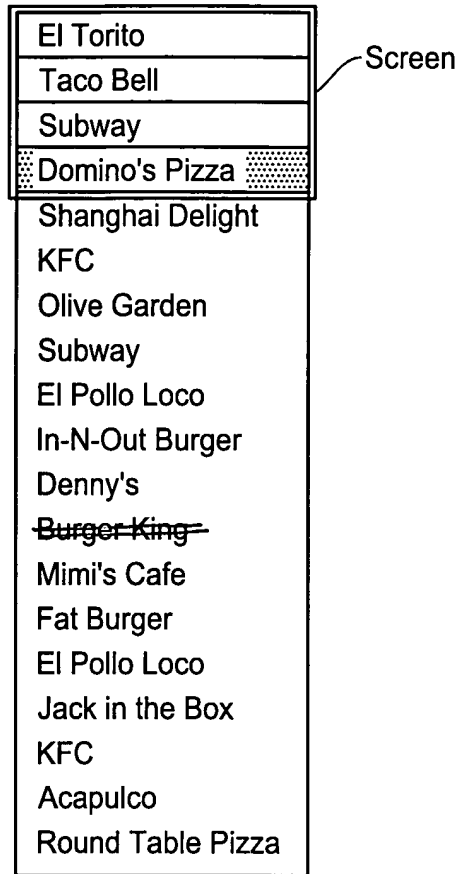 El Torito
Screen
Taco Bell
Subway
Domino's Pizza
Shanghai Delight
KFC
Olive Garden
Subway
El Pollo Loco
In-N-Out Burger
Denny's
Burger King
Mimi's Cafe
Fat Burger
El Pollo Loco
Jack in the Box
KFC
Acapulco
Round Table Pizza